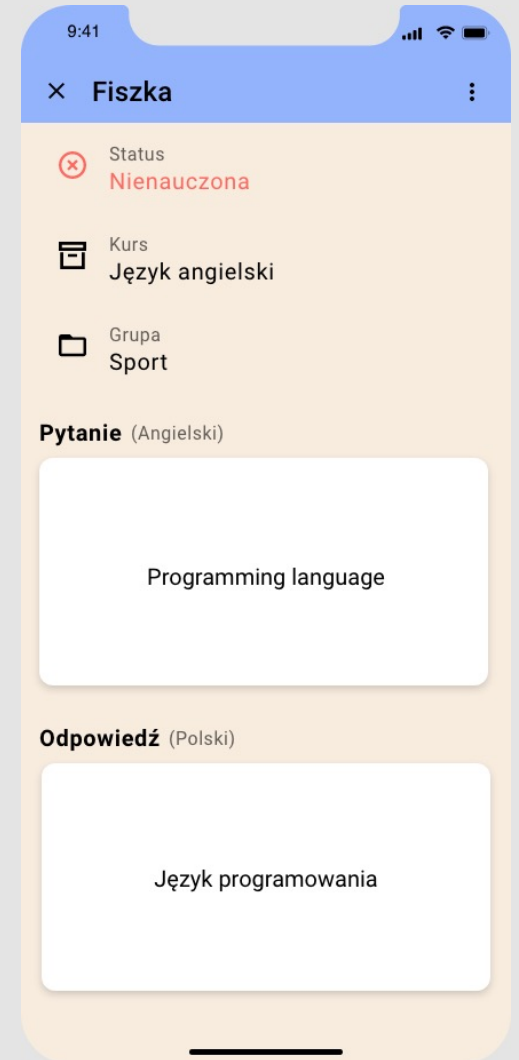 9:41
Fiszka
Status
Nienauczona
Kurs
Język angielski
Grupa
Sport
Pytanie (Angielski)
Programming language
Odpowiedź (Polski)
Język programowania